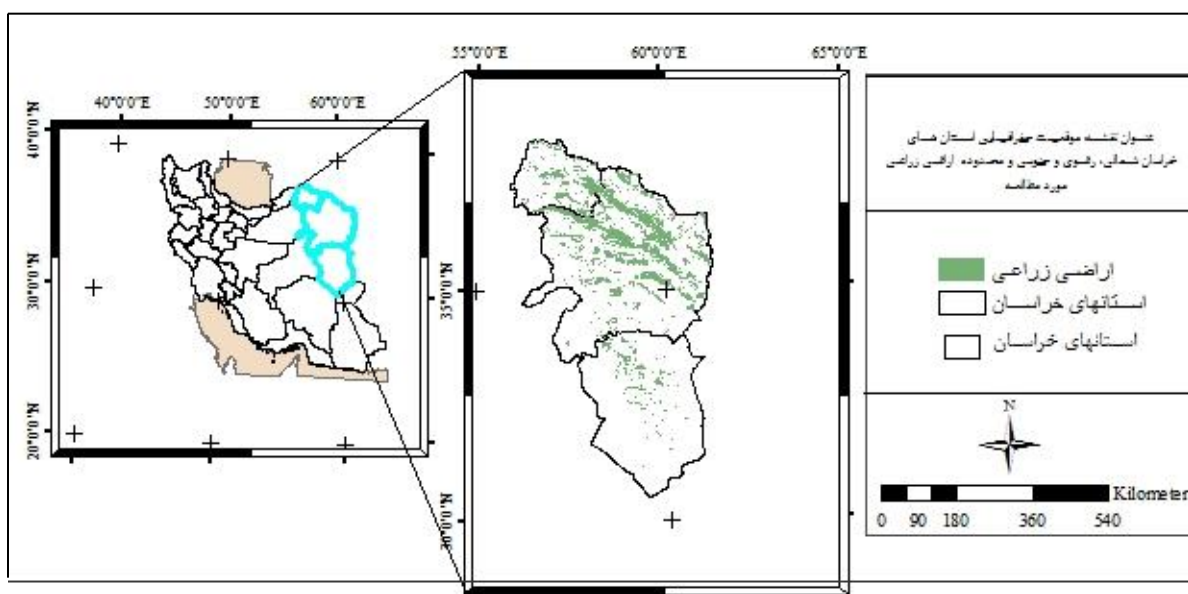 40°0'0"E 50°0'0"E 60°0'0"E
40°0'0"N
30°0'0"N
20°0'0"N
55°0'0"E 60°0'0"E 65°0'0"E
35°0'0"N
30°0'0"N
عنوان نقشه موقعیت جغرافیایی استان های
خراسان شمالی، رضوی و جنوبی و محدوده اراضی زراعی
مورد مطالعه
اراضی زراعی
استانهای خراسان
استانهای خراسان
N
Kilometer
0 90 180 360 540